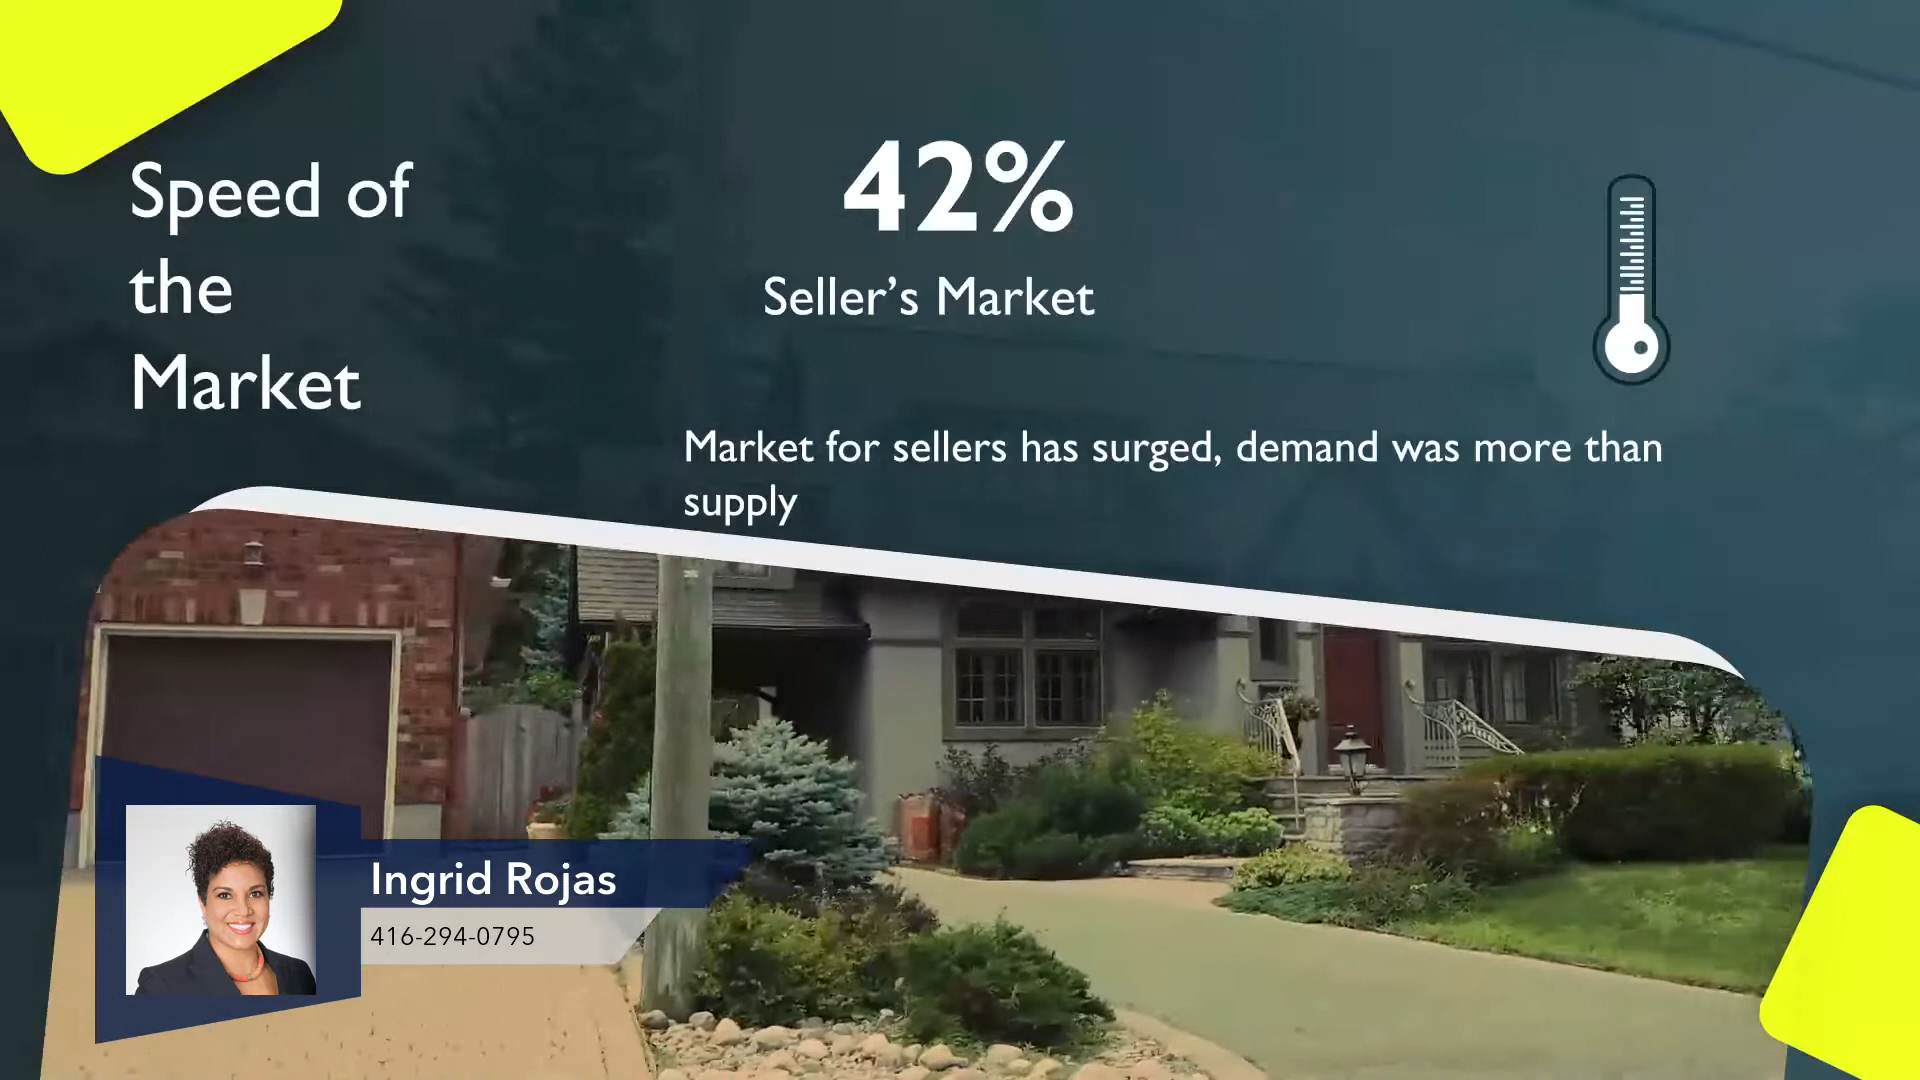 Speed of
the
Market
42%
Seller’s Market
Market for sellers has surged, demand was more than
supply
Ingrid Rojas
416-294-0795